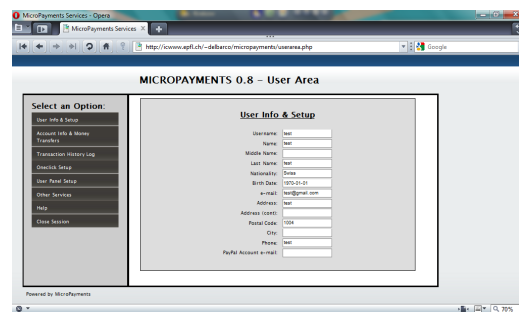 MicroPayments Services - Opera
MicroPayments Services
http://icwww.epfl.ch/~delbarco/micropayments/userarea.php
Google
MICROPAYMENTS 0.8 - User Area
Select an Option:
User Info & Setup
Account Info & Money
Transfers
Transaction History Log
Oneclick Setup
User Panel Setup
Other Services
Help
Close Session
User Info & Setup
Username: test
Name: test
Middle Name:
Last Name: test
Nationality: Swiss
Birth Date: 1970-01-01
e-mail: test@gmail.com
Address: test
Address (cont):
Postal Code: 1004
City:
Phone: test
PayPal Account e-mail:
Powered by MicroPayments
70%